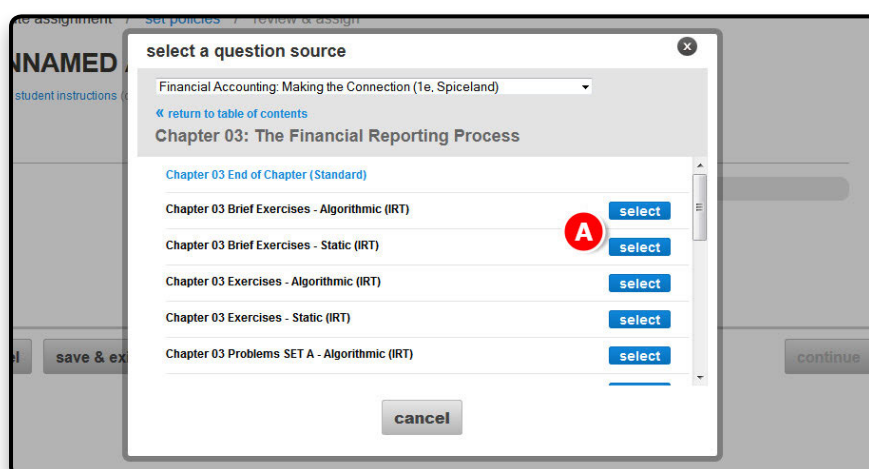 assignment / set policies / review & assign
select a question source
NNAMED
Financial Accounting: Making the Connection (1e, Spiceland)
student instructions
« return to table of contents
Chapter 03: The Financial Reporting Process
Chapter 03 End of Chapter (Standard)
Chapter 03 Brief Exercises - Algorithmic (IRT) select
A
Chapter 03 Brief Exercises - Static (IRT) select
Chapter 03 Exercises - Algorithmic (IRT) select
Chapter 03 Exercises - Static (IRT) select
Chapter 03 Problems SET A - Algorithmic (IRT) select
save & exi
continue
cancel